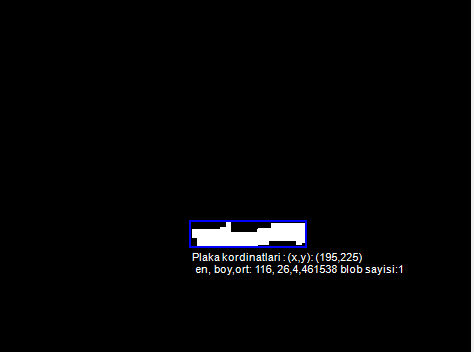 Plaka kordinatlari : (x,y): (195,225)
en, boy,ort: 116, 26,4,461538 blob sayisi:1